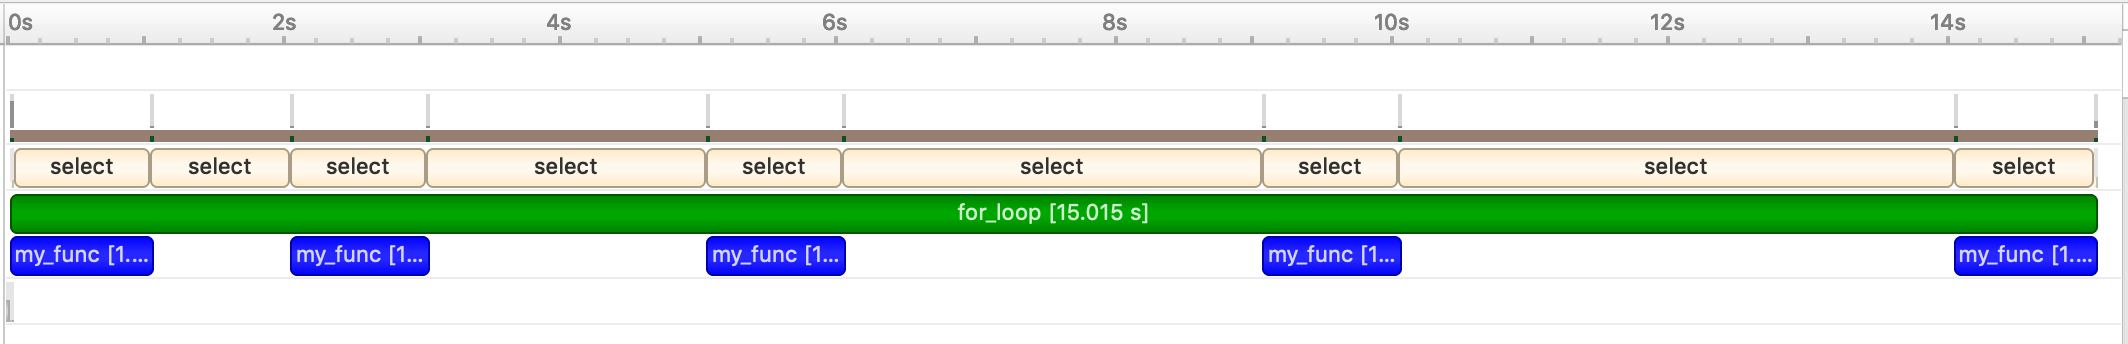 0s 2s 4s 6s 8s 10s 12s 14s
select select select select select select select select select
for_loop [15.015 s]
my_func [1.... my_func [1... my_func [1... my_func [1... my_func [1....